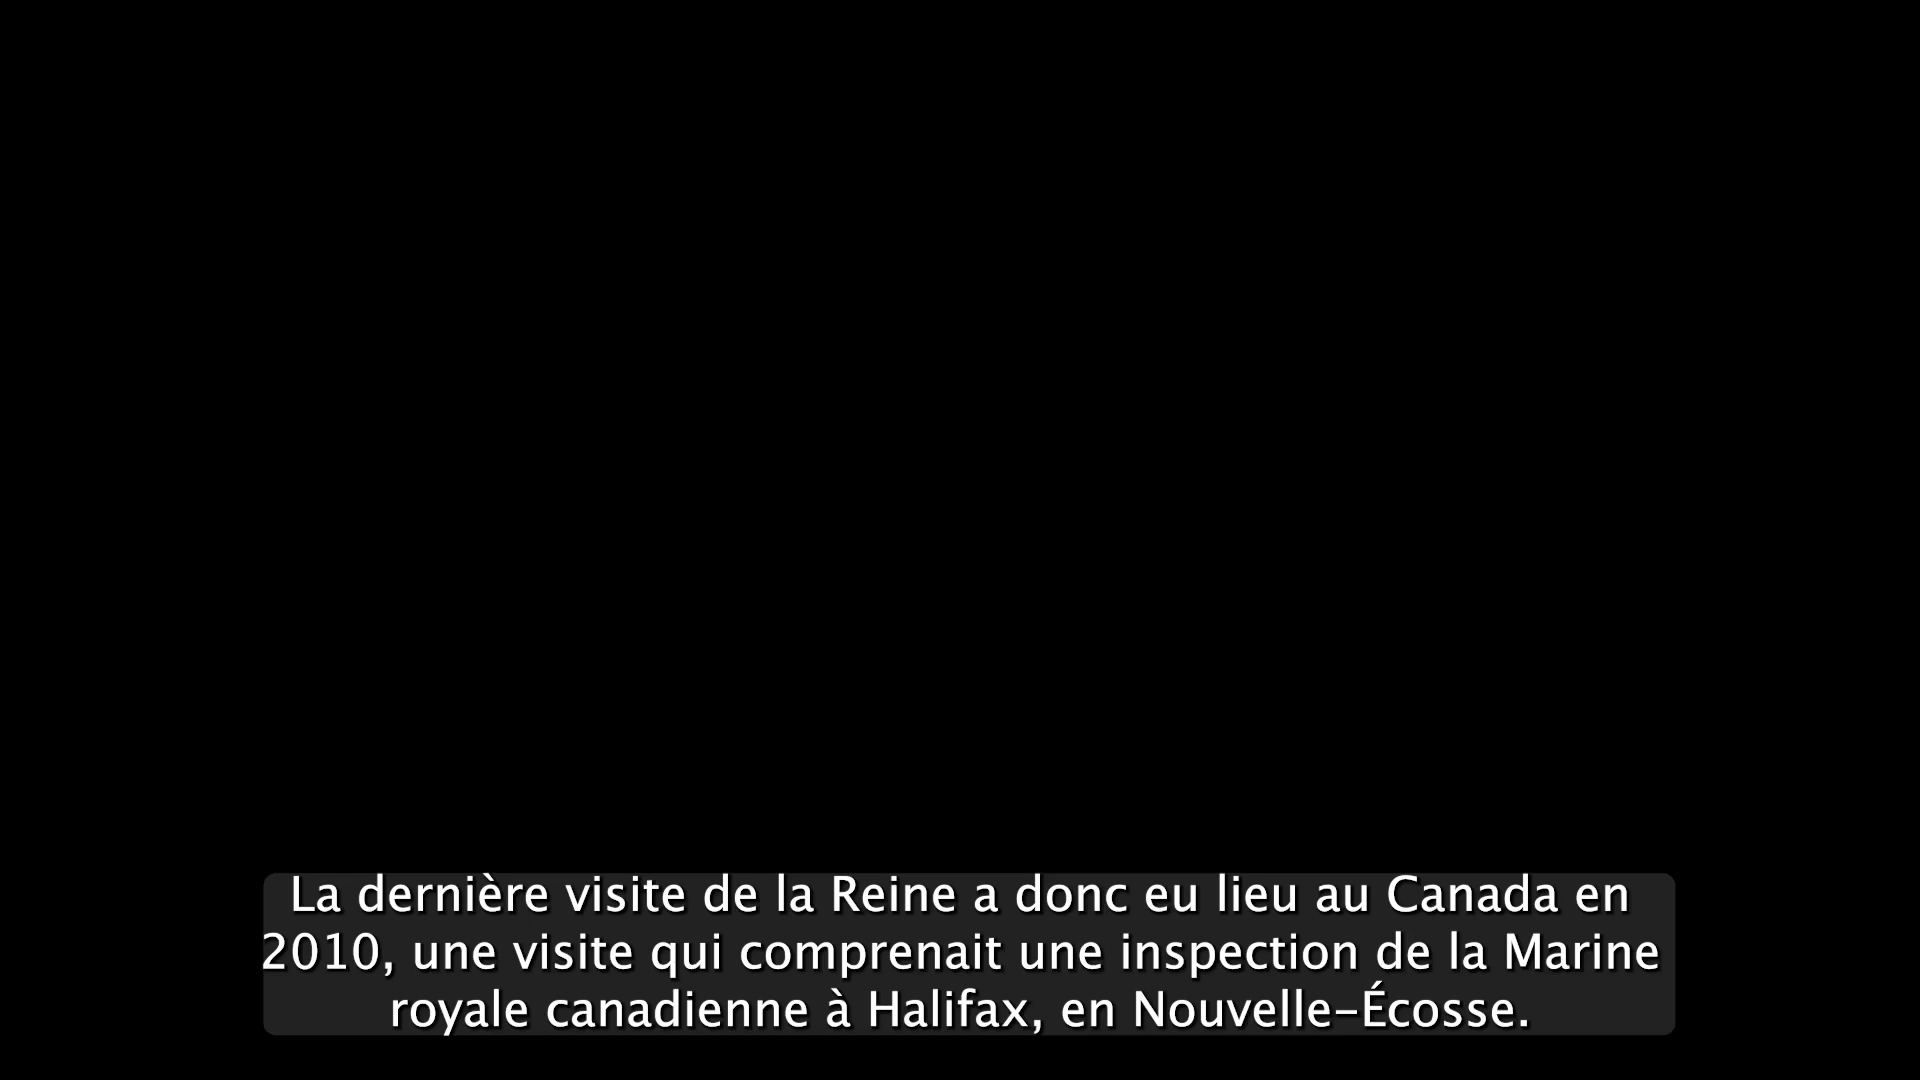 La dernière visite de la Reine a donc eu lieu au Canada en
2010, une visite qui comprenait une inspection de la Marine
royale canadienne à Halifax, en Nouvelle-Écosse.